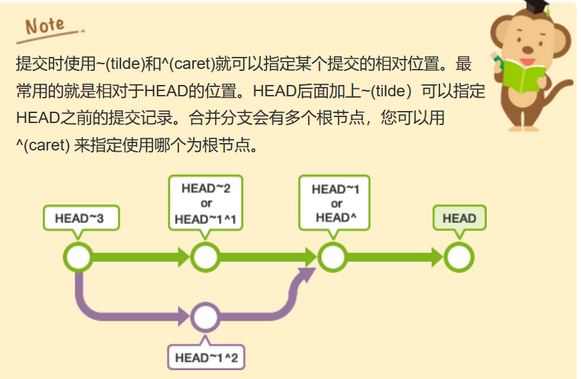 Note
提交时使用~(tilde)和^(caret)就可以指定某个提交的相对位置。最
常用的就是相对于HEAD的位置。HEAD后面加上~(tilde）可以指定
HEAD之前的提交记录。合并分支会有多个根节点，您可以用
^(caret) 来指定使用哪个为根节点。
HEAD~3
HEAD~2
or
HEAD~1^1
HEAD~1
or
HEAD^
HEAD
HEAD~1^2